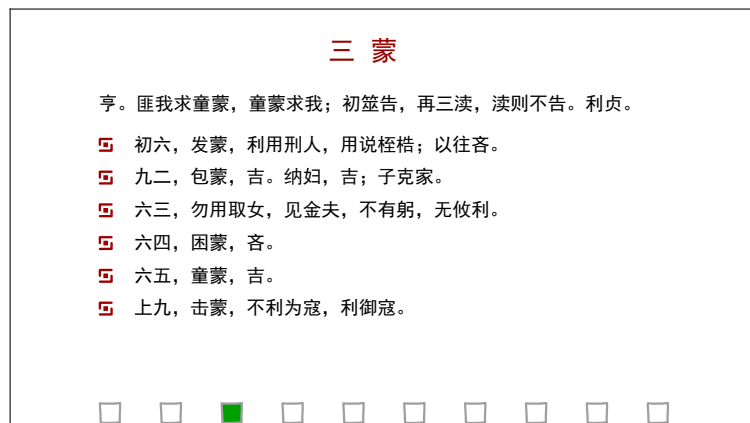 三 蒙
亨。匪我求童蒙，童蒙求我；初筮告，再三渎，渎则不告。利贞。
初六，发蒙，利用刑人，用说桎梏；以往吝。
九二，包蒙，吉。纳妇，吉；子克家。
六三，勿用取女，见金夫，不有躬，无攸利。
六四，困蒙，吝。
六五，童蒙，吉。
上九，击蒙，不利为寇，利御寇。